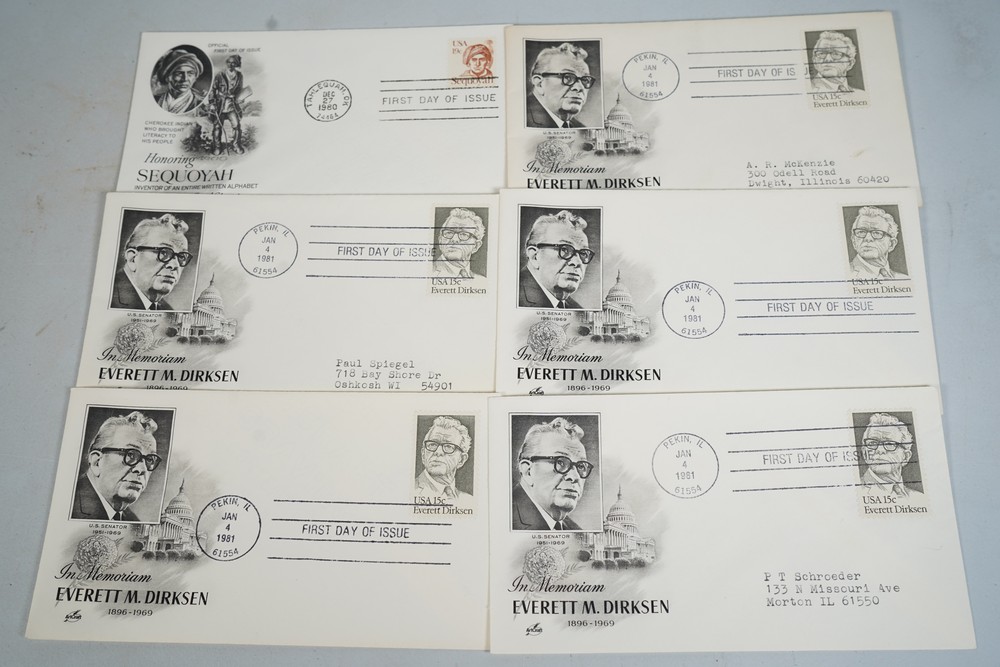 OFFICIAL
FIRST DAY OF ISSUE
CHEROKEE INDIAN
WHO BROUGHT
LITERACY TO
HIS PEOPLE
Honoring
SEQUOYAH
INVENTOR OF AN ENTIRE WRITTEN ALPHABET
TAHLEQUAH, OK
DEC
27
1980
74464
FIRST DAY OF ISSUE
USA
19c
Sequoyah
U.S. SENATOR
1951-1969
In Memoriam
EVERETT M. DIRKSEN
PEKIN, IL
JAN
4
1981
61554
FIRST DAY OF ISSUE
USA 15c
Everett Dirksen
A. R. McKenzie
300 Odell Road
Dwight, Illinois 60420
U.S. SENATOR
1951-1969
In Memoriam
EVERETT M. DIRKSEN
1896-1969
PEKIN, IL
JAN
4
1981
61554
FIRST DAY OF ISSUE
USA 15c
Everett Dirksen
Paul Spiegel
718 Bay Shore Dr
Oshkosh WI 54901
U.S. SENATOR
1951-1969
In Memoriam
EVERETT M. DIRKSEN
1896-1969
PEKIN, IL
JAN
4
1981
61554
FIRST DAY OF ISSUE
USA 15c
Everett Dirksen
U.S. SENATOR
1951-1969
In Memoriam
EVERETT M. DIRKSEN
1896-1969
ArtCraft
PEKIN, IL
JAN
4
1981
61554
FIRST DAY OF ISSUE
USA 15c
Everett Dirksen
U.S. SENATOR
1951-1969
In Memoriam
EVERETT M. DIRKSEN
1896-1969
ArtCraft
PEKIN, IL
JAN
4
1981
61554
FIRST DAY OF ISSUE
USA 15c
Everett Dirksen
P T Schroeder
133 N Missouri Ave
Morton IL 61550